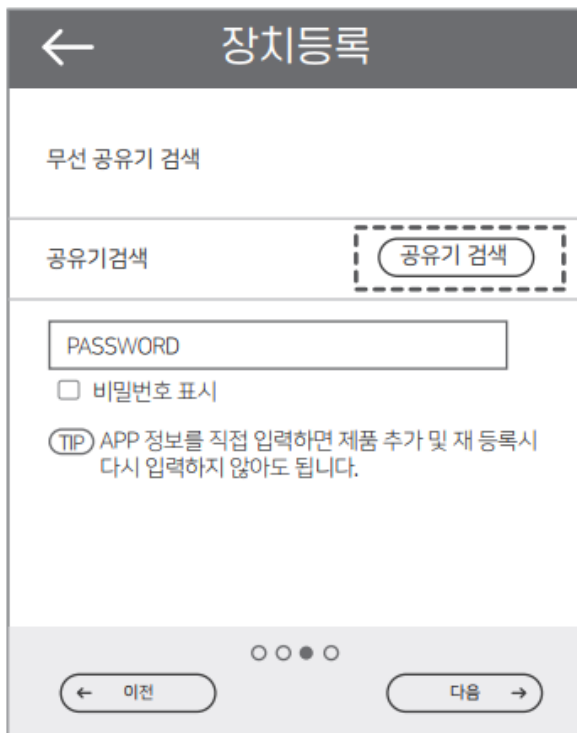 장치등록
무선 공유기 검색
공유기검색
공유기 검색
PASSWORD
비밀번호 표시
TIP APP 정보를 직접 입력하면 제품 추가 및 재 등록시
다시 입력하지 않아도 됩니다.
이전
다음